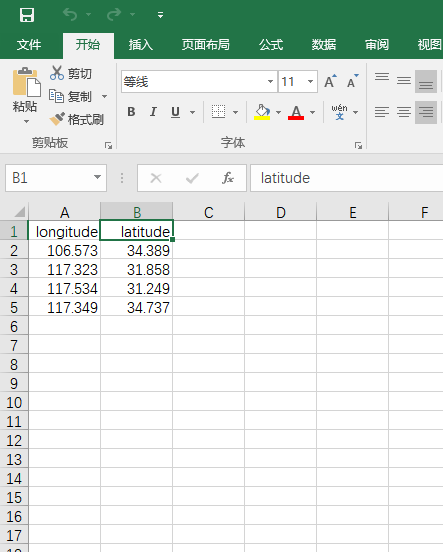 文件 开始 插入 页面布局 公式 数据 审阅 视图
剪切
复制
格式刷
粘贴
剪贴板
等线 11 A A
B I U A wén 文
字体
B1 fx latitude
A B C D E F
1 longitude latitude
2 106.573 34.389
3 117.323 31.858
4 117.534 31.249
5 117.349 34.737
6
7
8
9
10
11
12
13
14
15
16
17